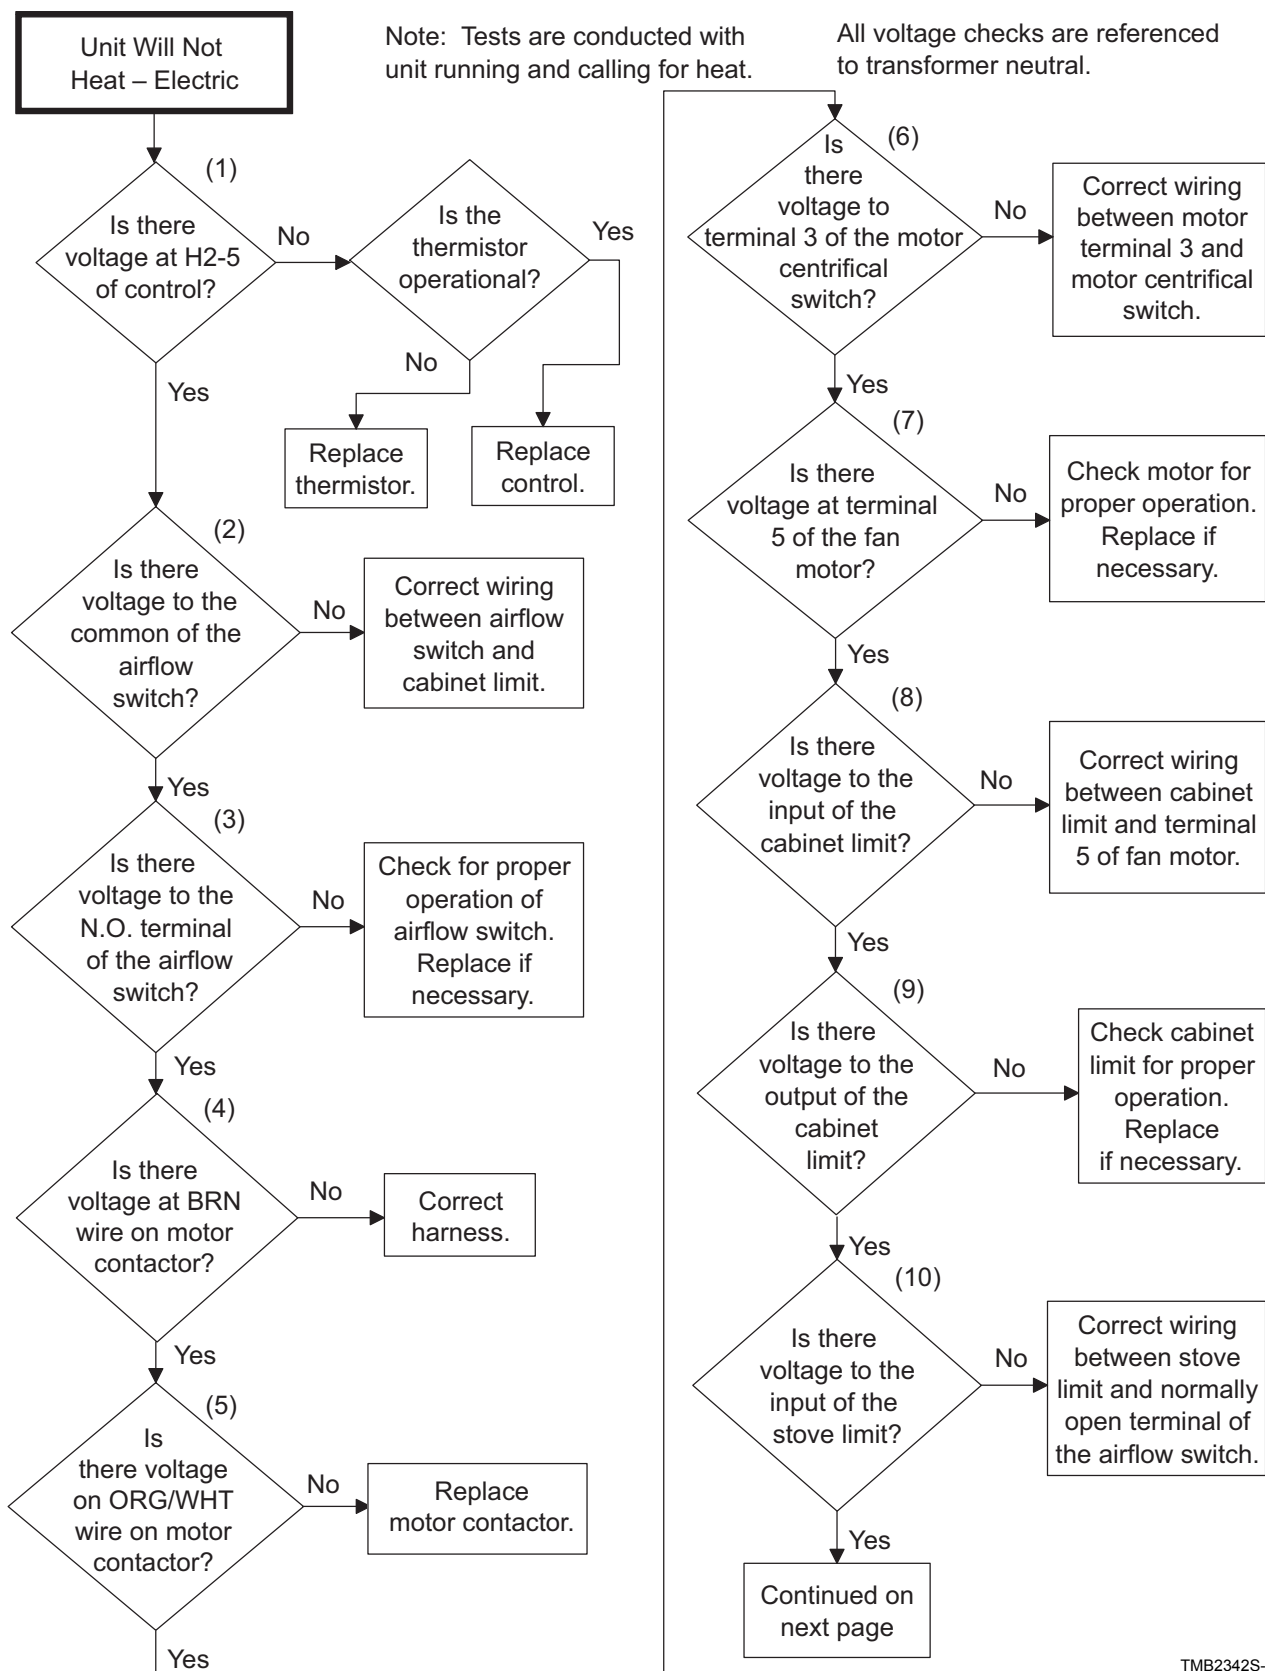 Unit Will Not
Heat – Electric
Note: Tests are conducted with
unit running and calling for heat.
All voltage checks are referenced
to transformer neutral.
(1)
Is there
voltage at H2-5
of control?
No
Yes
Is the
thermistor
operational?
Yes
No
Replace
thermistor.
Replace
control.
(2)
Is there
voltage to the
common of the
airflow
switch?
No
Correct wiring
between airflow
switch and
cabinet limit.
Yes
(3)
Is there
voltage to the
N.O. terminal
of the airflow
switch?
No
Check for proper
operation of
airflow switch.
Replace if
necessary.
Yes
(4)
Is there
voltage at BRN
wire on motor
contactor?
No
Correct
harness.
Yes
(5)
Is
there voltage
on ORG/WHT
wire on motor
contactor?
No
Replace
motor contactor.
Yes
(6)
Is
there
voltage to
terminal 3 of the motor
centrifical
switch?
No
Correct wiring
between motor
terminal 3 and
motor centrifical
switch.
Yes
(7)
Is there
voltage at terminal
5 of the fan
motor?
No
Check motor for
proper operation.
Replace if
necessary.
Yes
(8)
Is there
voltage to the
input of the
cabinet limit?
No
Correct wiring
between cabinet
limit and terminal
5 of fan motor.
Yes
(9)
Is there
voltage to the
output of the
cabinet
limit?
No
Check cabinet
limit for proper
operation.
Replace
if necessary.
Yes
(10)
Is there
voltage to the
input of the
stove limit?
No
Correct wiring
between stove
limit and normally
open terminal of
the airflow switch.
Yes
Continued on
next page
TMB2342S-